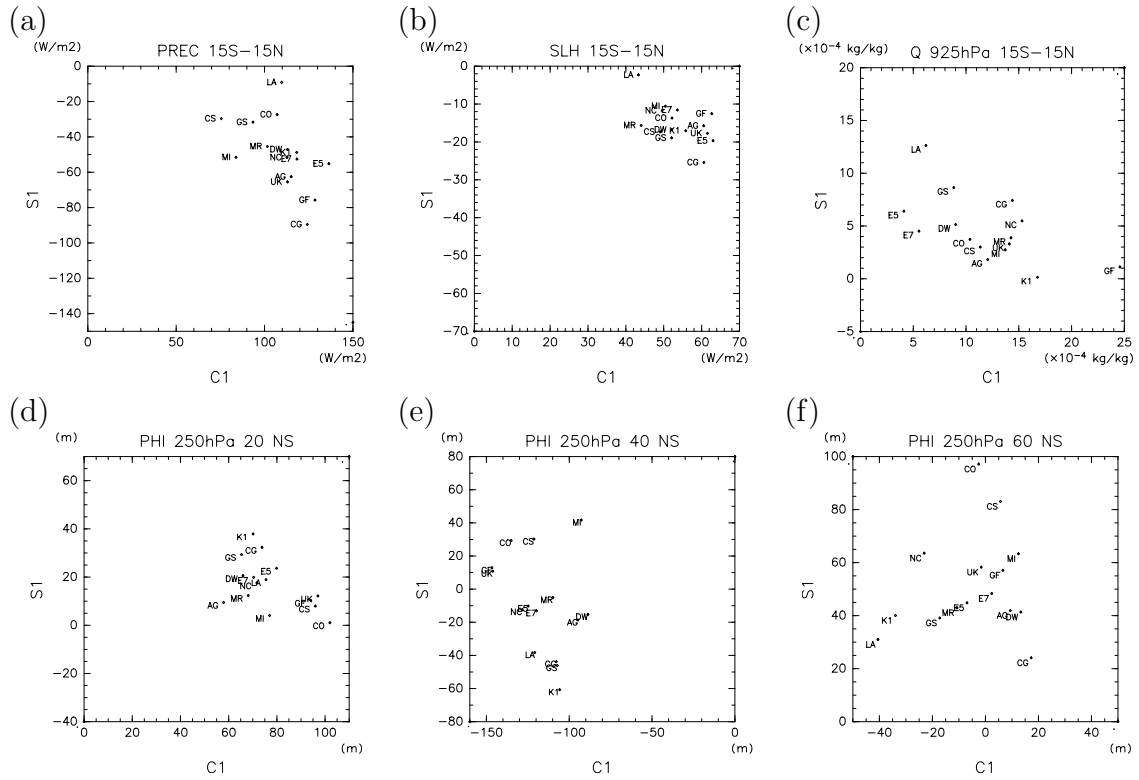 (a)
(W/m2)
PREC 15S−15N
0
−20
−40
−60
−80
−100
−120
−140
S1
LA
CO
CS
GS
MR
DW
K1
MI
NC
E7
E5
AG
UK
GF
CG
0
50
100
150
(W/m2)
C1
(b)
(W/m2)
SLH 15S−15N
0
−10
−20
−30
−40
−50
−60
−70
S1
LA
MI
NC
E7
GF
CO
MR
AG
CS
DW
K1
UK
GS
E5
CG
0
10
20
30
40
50
60
70
(W/m2)
C1
(c)
(×10−4 kg/kg)
Q 925hPa 15S−15N
20
15
10
5
0
−5
S1
LA
GS
CG
E5
NC
DW
E7
MR
CO
UK
CS
MI
AG
GF
K1
0
5
10
15
20
25
(×10−4 kg/kg)
C1
(d)
(m)
PHI 250hPa 20 NS
60
40
20
0
−20
−40
S1
K1
CG
GS
E5
DW
E7
LA
NC
MR
UK
GF
AG
CS
MI
CO
0
20
40
60
80
100
(m)
C1
(e)
PHI 250hPa 40 NS
80
60
40
20
0
−20
−40
−60
−80
S1
MI
CO
CS
GF
UK
MR
NC
E7
DW
AG
LA
CG
GS
K1
−150
−100
−50
0
(m)
C1
(f)
(m)
PHI 250hPa 60 NS
100
80
60
40
20
0
S1
CO
CS
NC
MI
UK
GF
E7
E5
MR
AG
DW
K1
GS
LA
CG
−40
−20
0
20
40
(m)
C1